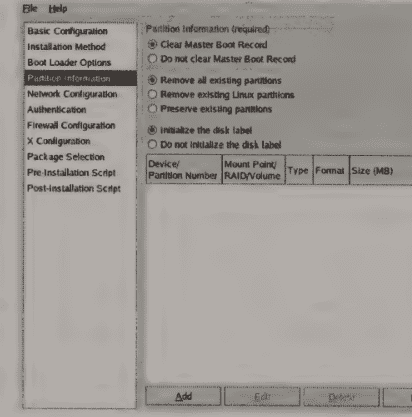 File Help
Basic Configuration
Installation Method
Boot Loader Options
Partition Information
Network Configuration
Authentication
Firewall Configuration
X Configuration
Package Selection
Pre-Installation Script
Post-Installation Script
Partition Information (required)
Clear Master Boot Record
Do not clear Master Boot Record
Remove all existing partitions
Remove existing Linux partitions
Preserve existing partitions
Initialize the disk label
Do not initialize the disk label
Device/
Partition Number
Mount Point/
RAID/Volume
Type
Format
Size (MB)
Add
Edit
Delete